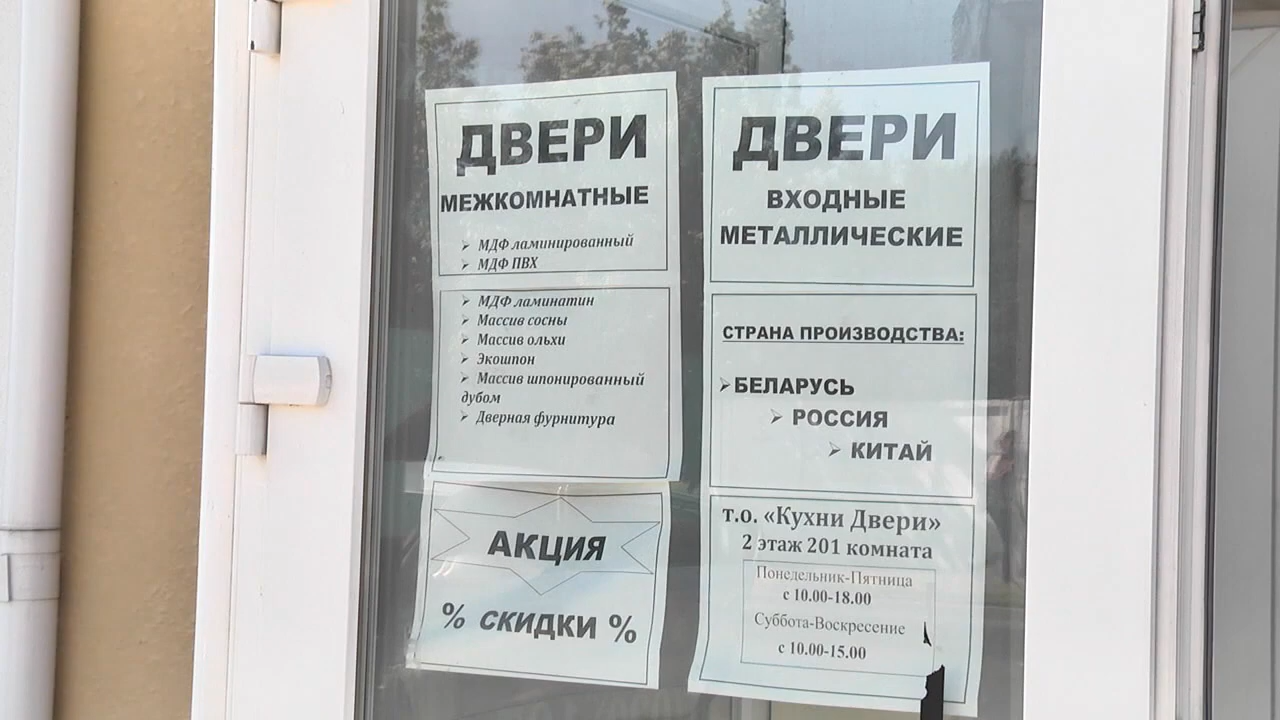 ДВЕРИ
МЕЖКОМНАТНЫЕ
➢ МДФ ламинированный
➢ МДФ ПВХ
➢ МДФ ламинатин
➢ Массив сосны
➢ Массив ольхи
➢ Экошпон
➢ Массив шпонированный
дубом
➢ Дверная фурнитура
АКЦИЯ
% СКИДКИ %
ДВЕРИ
ВХОДНЫЕ
МЕТАЛЛИЧЕСКИЕ
СТРАНА ПРОИЗВОДСТВА:
➢ БЕЛАРУСЬ
➢ РОССИЯ
➢ КИТАЙ
т.о. «Кухни Двери»
2 этаж 201 комната
Понедельник-Пятница
с 10.00-18.00
Суббота-Воскресение
с 10.00-15.00